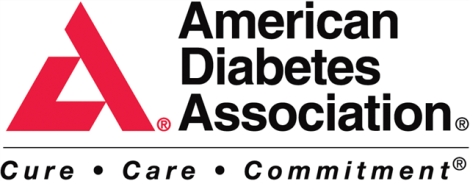 American
Diabetes
Association®
Cure • Care • Commitment®